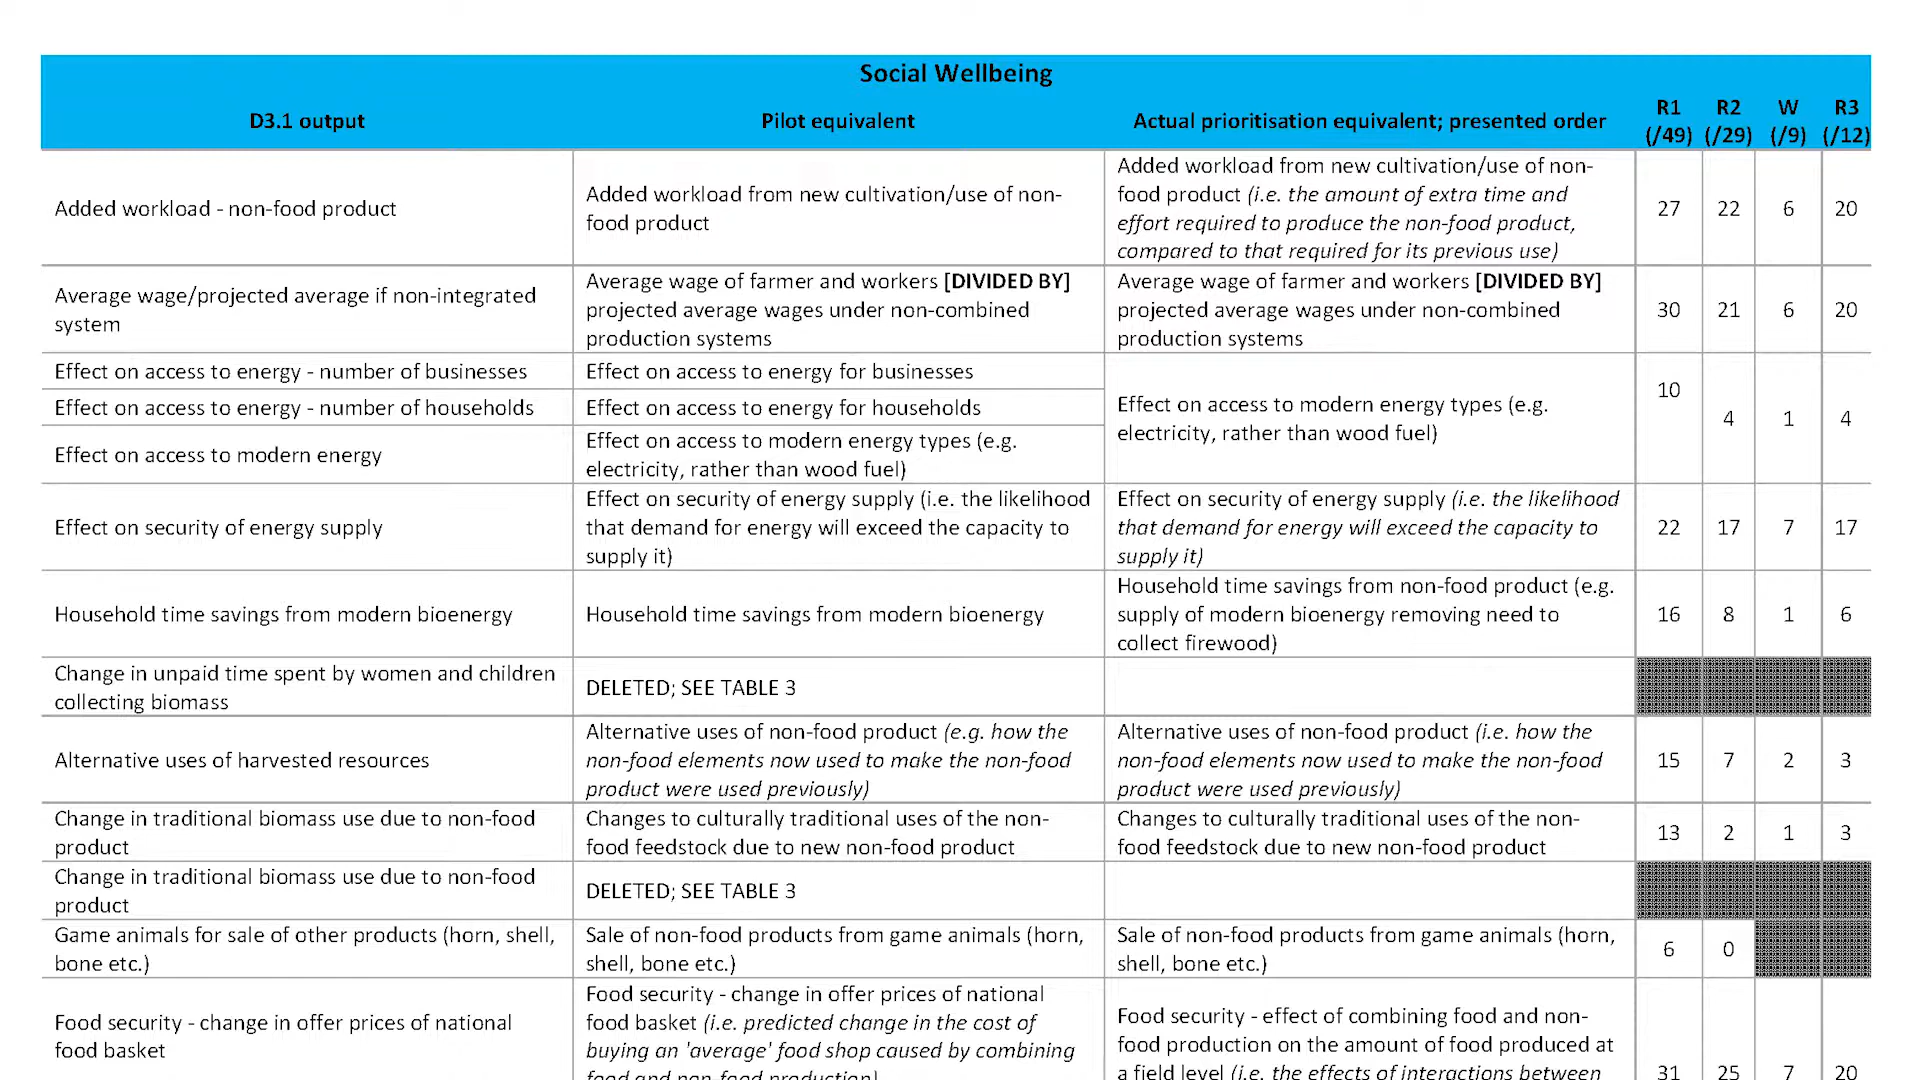 Social Wellbeing
D3.1 output
Pilot equivalent
Actual prioritisation equivalent; presented order
R1
(/49)
R2
(/29)
W
(/9)
R3
(/12)
Added workload - non-food product
Added workload from new cultivation/use of non-
food product
Added workload from new cultivation/use of non-
food product (i.e. the amount of extra time and
effort required to produce the non-food product,
compared to that required for its previous use)
27
22
6
20
Average wage/projected average if non-integrated
system
Average wage of farmer and workers [DIVIDED BY]
projected average wages under non-combined
production systems
Average wage of farmer and workers [DIVIDED BY]
projected average wages under non-combined
production systems
30
21
6
20
Effect on access to energy - number of businesses
Effect on access to energy for businesses
Effect on access to energy - number of households
Effect on access to energy for households
Effect on access to modern energy
Effect on access to modern energy types (e.g.
electricity, rather than wood fuel)
Effect on access to modern energy types (e.g.
electricity, rather than wood fuel)
10
4
1
4
Effect on security of energy supply
Effect on security of energy supply (i.e. the likelihood
that demand for energy will exceed the capacity to
supply it)
Effect on security of energy supply (i.e. the likelihood
that demand for energy will exceed the capacity to
supply it)
22
17
7
17
Household time savings from modern bioenergy
Household time savings from modern bioenergy
Household time savings from non-food product (e.g.
supply of modern bioenergy removing need to
collect firewood)
16
8
1
6
Change in unpaid time spent by women and children
collecting biomass
DELETED; SEE TABLE 3
Alternative uses of harvested resources
Alternative uses of non-food product (e.g. how the
non-food elements now used to make the non-food
product were used previously)
Alternative uses of non-food product (i.e. how the
non-food elements now used to make the non-food
product were used previously)
15
7
2
3
Change in traditional biomass use due to non-food
product
Changes to culturally traditional uses of the non-
food feedstock due to new non-food product
Changes to culturally traditional uses of the non-
food feedstock due to new non-food product
13
2
1
3
Change in traditional biomass use due to non-food
product
DELETED; SEE TABLE 3
Game animals for sale of other products (horn, shell,
bone etc.)
Sale of non-food products from game animals (horn,
shell, bone etc.)
Sale of non-food products from game animals (horn,
shell, bone etc.)
6
0
Food security - change in offer prices of national
food basket
Food security - change in offer prices of national
food basket (i.e. predicted change in the cost of
buying an 'average' food shop caused by combining
food and non-food production)
Food security - effect of combining food and non-
food production on the amount of food produced at
a field level (i.e. the effects of interactions between
31
25
7
20